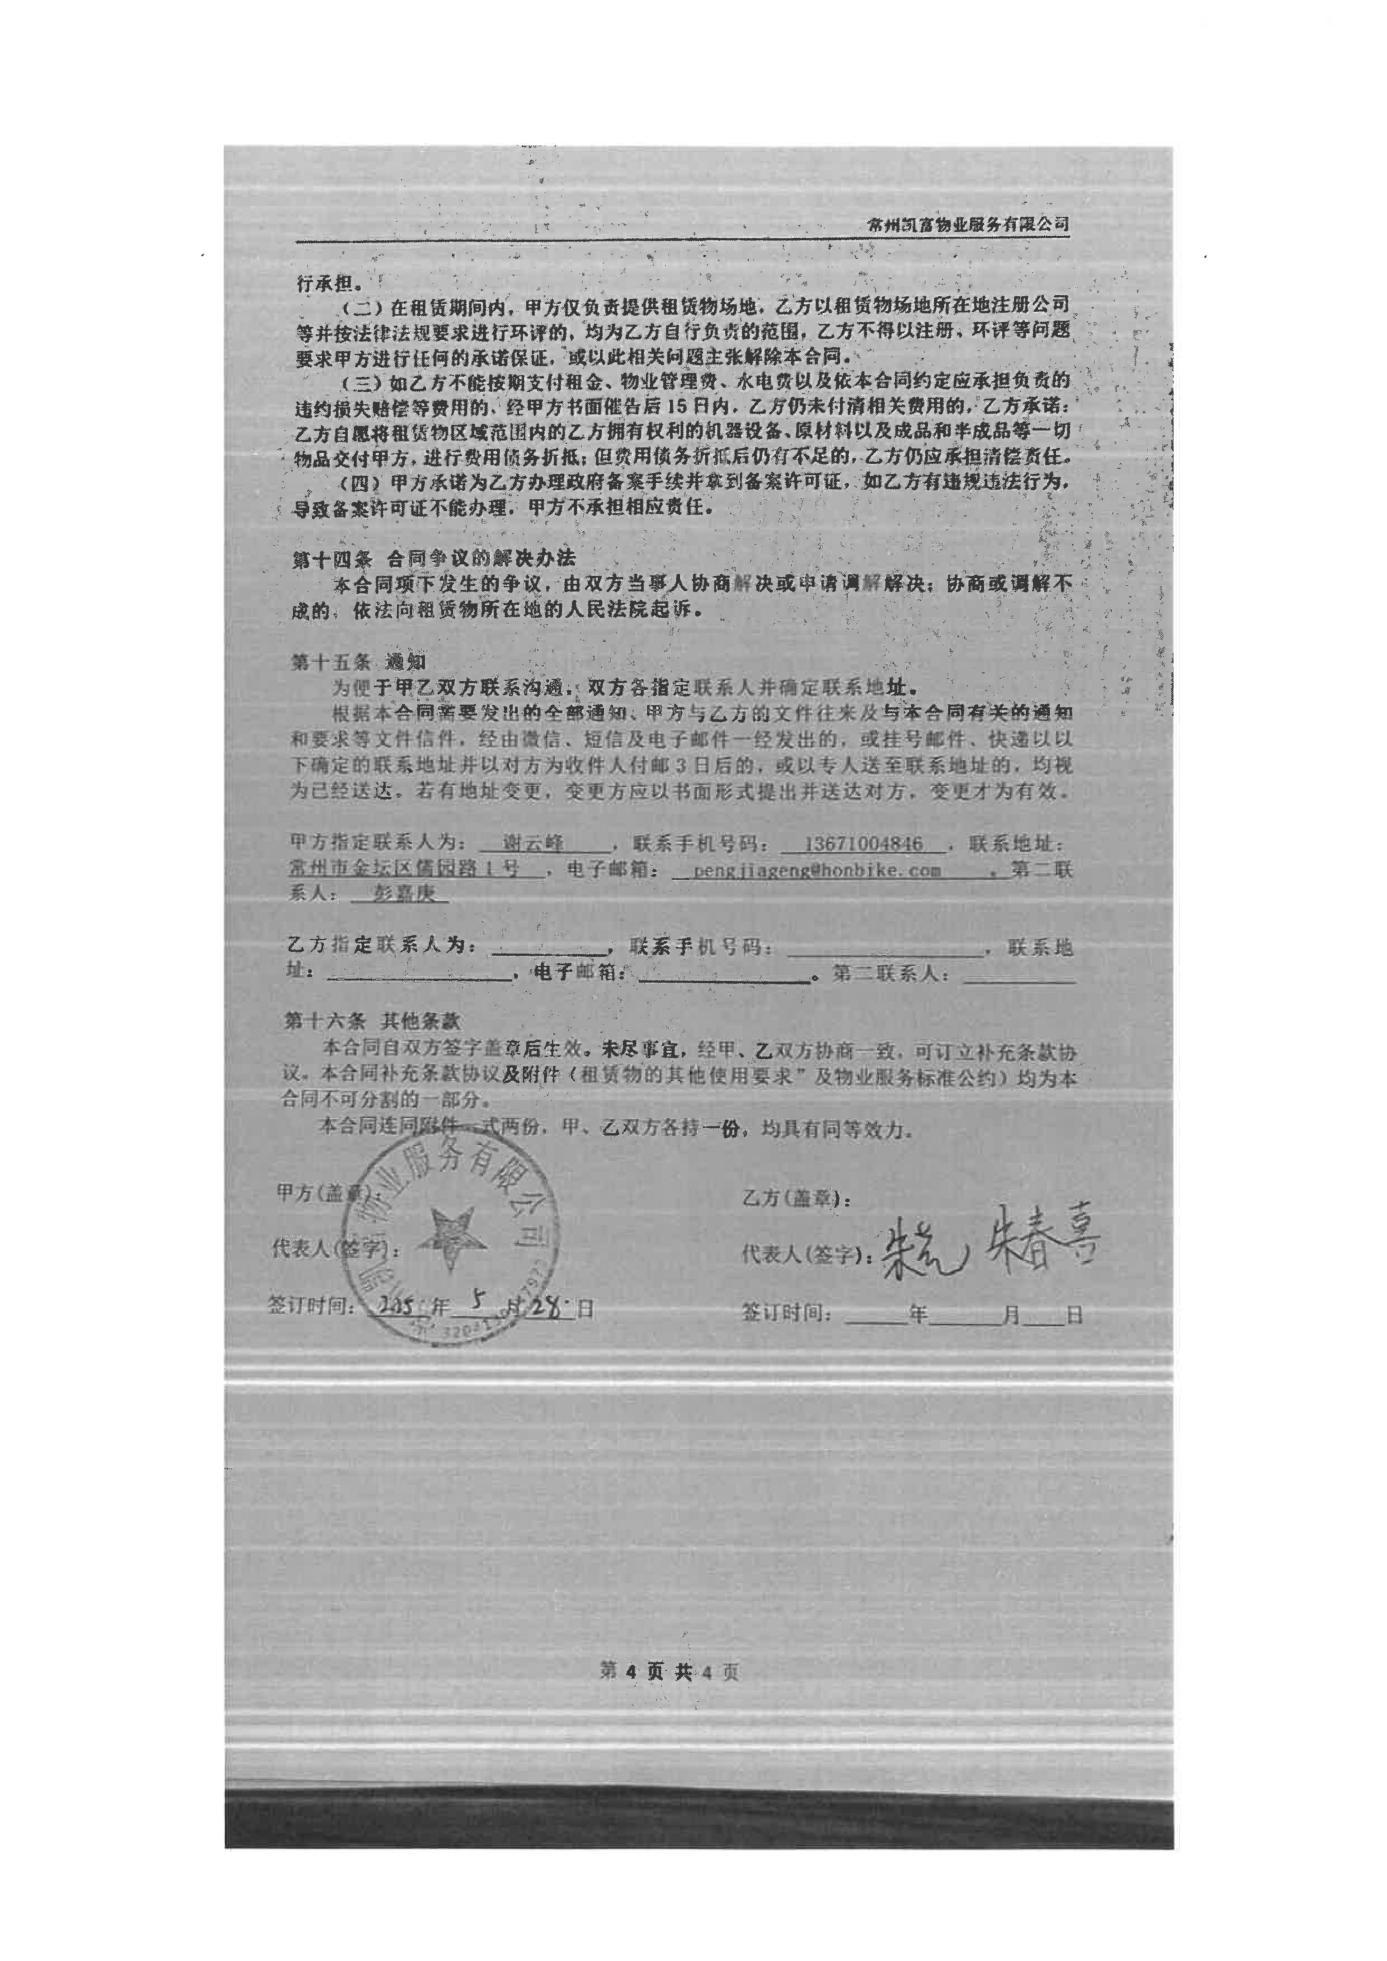 常州凯富物业服务有限公司
行承担。
（二）在租赁期间内，甲方仅负责提供租赁物场地，乙方以租赁物场地所在地注册公司
等并按法律法规要求进行环评的，均为乙方自行负责的范围，乙方不得以注册、环评等问题
要求甲方进行任何的承诺保证，或以此相关问题主张解除本合同。
（三）如乙方不能按期支付租金、物业管理费、水电费以及依本合同约定应承担负责的
违约损失赔偿等费用的，经甲方书面催告后15日内，乙方仍未付清相关费用的，乙方承诺：
乙方自愿将租赁物区域范围内的乙方拥有权利的机器设备、原材料以及成品和半成品等一切
物品交付甲方，进行费用债务折抵；但费用债务折抵后仍有不足的，乙方仍应承担清偿责任。
（四）甲方承诺为乙方办理政府备案手续并拿到备案许可证，如乙方有违规违法行为，
导致备案许可证不能办理，甲方不承担相应责任。
第十四条 合同争议的解决办法
本合同项下发生的争议，由双方当事人协商解决或申请调解解决；协商或调解不
成的，依法向租赁物所在地的人民法院起诉。
第十五条 通知
为便于甲乙双方联系沟通，双方各指定联系人并确定联系地址。
根据本合同需要发出的全部通知、甲方与乙方的文件往来及与本合同有关的通知
和要求等文件信件，经由微信、短信及电子邮件一经发出的，或挂号邮件、快递以以
下确定的联系地址并以对方为收件人付邮3日后的，或以专人送至联系地址的，均视
为已经送达。若有地址变更，变更方应以书面形式提出并送达对方，变更才为有效。
甲方指定联系人为： 谢云峰 ，联系手机号码： 13671004846 ，联系地址：
常州市金坛区儒园路1号 ，电子邮箱： pengjiageng@honbike.com 。第二联
系人： 彭嘉庚
乙方指定联系人为：________，联系手机号码：________，联系地
址：________，电子邮箱：________。第二联系人：________
第十六条 其他条款
本合同自双方签字盖章后生效。未尽事宜，经甲、乙双方协商一致，可订立补充条款协
议。本合同补充条款协议及附件（租赁物的其他使用要求”及物业服务标准公约）均为本
合同不可分割的一部分。
本合同连同附件一式两份，甲、乙双方各持一份，均具有同等效力。
甲方(盖章)： 乙方(盖章)：
物业服务有限公司
代表人(签字)： 代表人(签字)： 朱春喜
签订时间： 2025 年 5 月 28 日 签订时间：____年____月____日
第 4 页 共 4 页